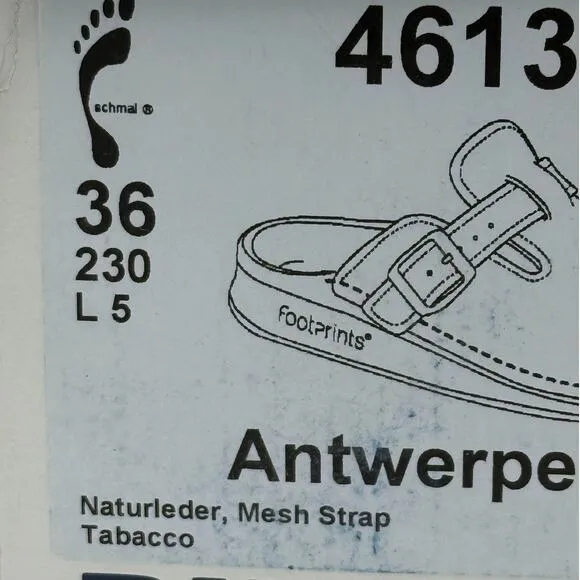 4613
schmal ®
36
230
L 5
footprints®
Antwerpe
Naturleder, Mesh Strap
Tabacco